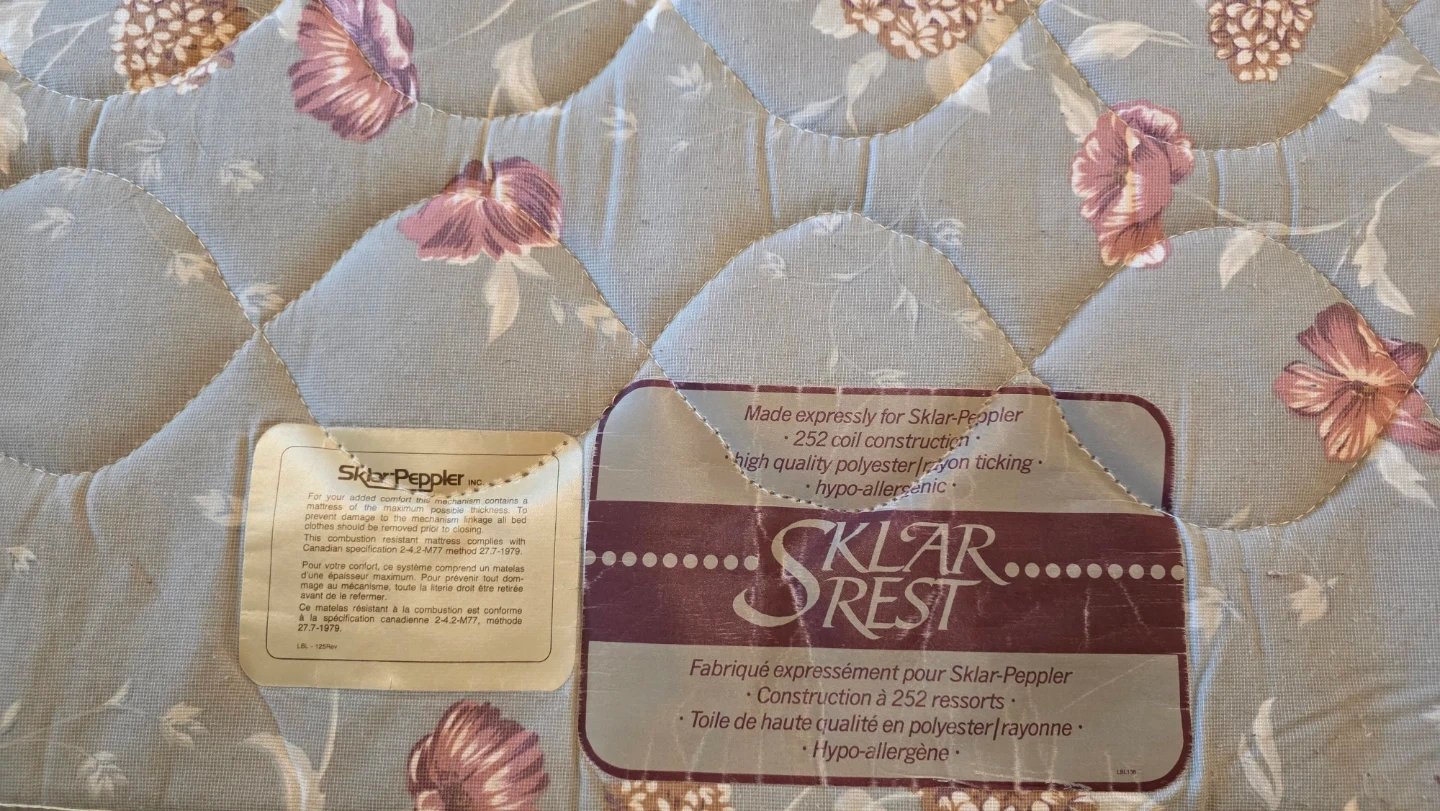 Sklar-Peppler INC.
For your added comfort this mechanism contains a
mattress of the maximum possible thickness. To
prevent damage to the mechanism linkage all bed
clothes should be removed prior to closing.
This combustion resistant mattress complies with
Canadian specification 2-4.2-M77 method 27.7-1979.
Pour votre confort, ce système comprend un matelas
d'une épaisseur maximum. Pour prévenir tout dom-
mage au mécanisme, toute la literie droit être retirée
avant de le refermer.
Ce matelas résistant à la combustion est conforme
à la spécification canadienne 2-4.2-M77, méthode
27.7-1979.
LBL - 125Rev
Made expressly for Sklar-Peppler
· 252 coil construction ·
high quality polyester/rayon ticking ·
· hypo-allergenic ·
SKLAR
REST
Fabriqué expressément pour Sklar-Peppler
· Construction à 252 ressorts ·
· Toile de haute qualité en polyester/rayonne ·
· Hypo-allergène ·